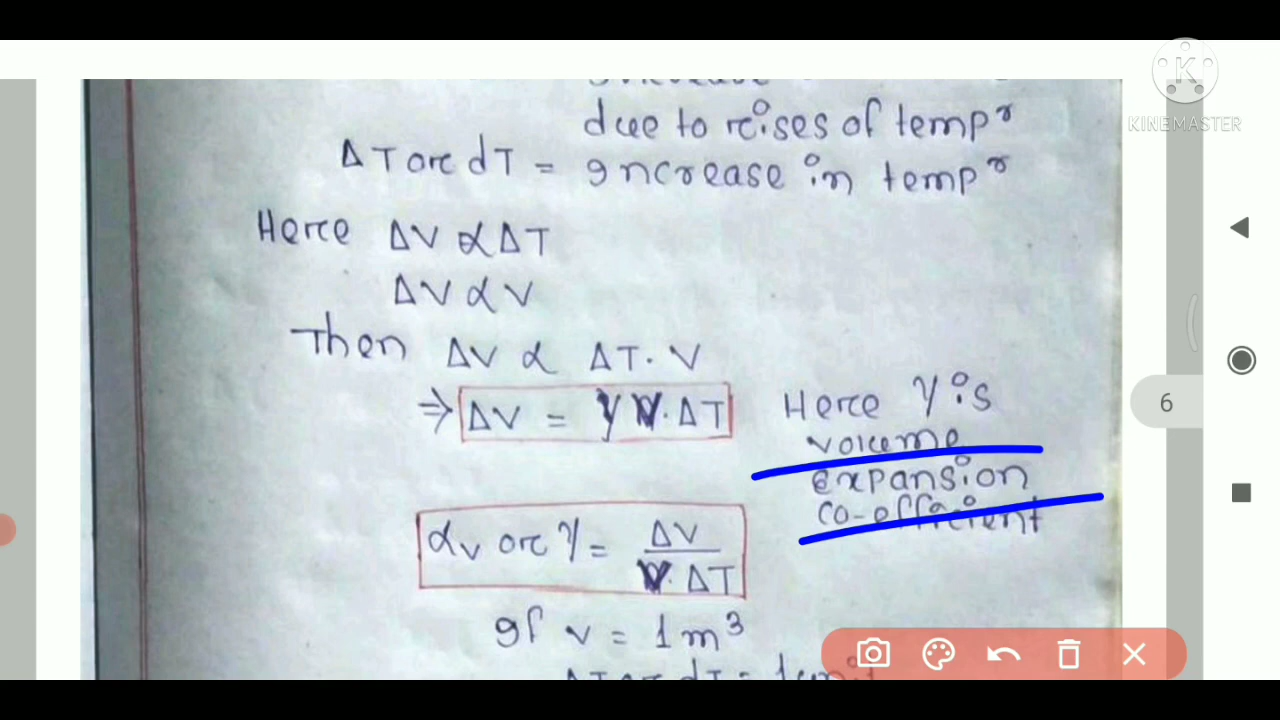 due to rises of tempr
ΔT or dT = Increase in tempr
Here ΔV ∝ ΔT
ΔV ∝ V
Then ΔV ∝ ΔT. V
⇒ ΔV = γV. ΔT
Here γ is
volume
expansion
co-efficient
αv or γ = ΔV / V. ΔT
If v = 1 m³
KINEMASTER
6